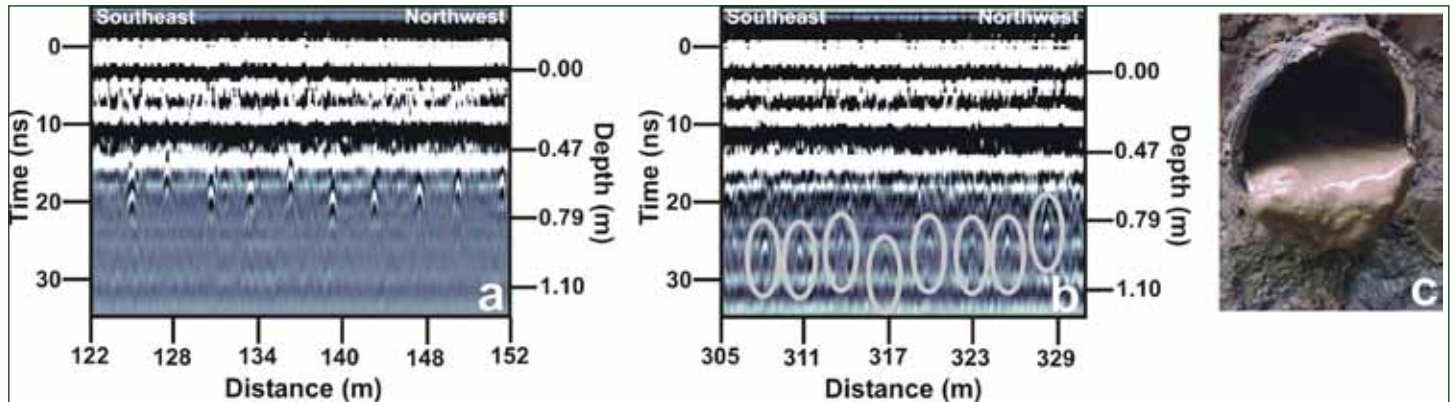 Southeast Northwest
0
10
20
30
Time (ns)
0.00
0.47
0.79
1.10
Depth (m)
a
122 128 134 140 148 152
Distance (m)
Southeast Northwest
0
10
20
30
Time (ns)
0.00
0.47
0.79
1.10
Depth (m)
b
305 311 317 323 329
Distance (m)
c